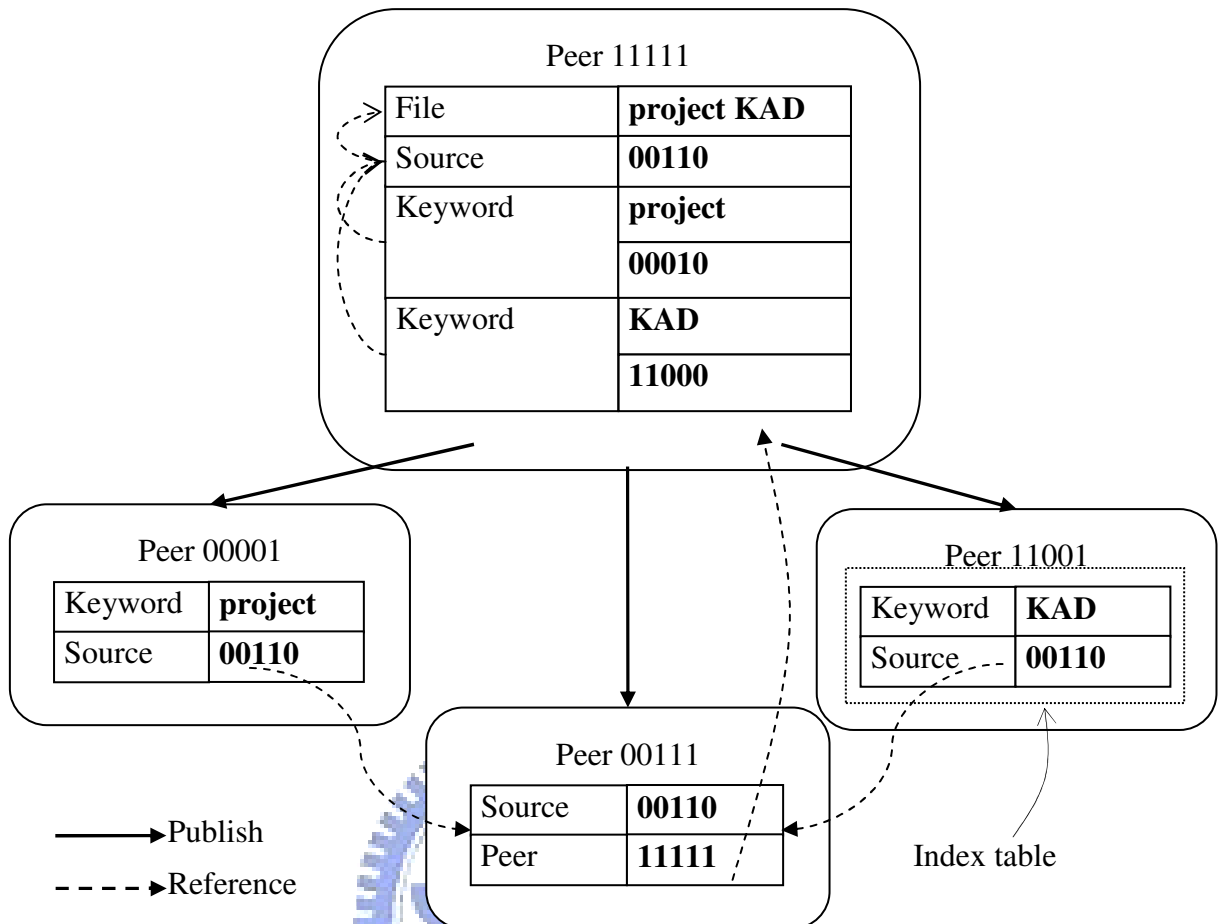 Peer 11111
File project KAD
Source 00110
Keyword project
00010
Keyword KAD
11000
Peer 00001
Keyword project
Source 00110
Peer 11001
Keyword KAD
Source 00110
Peer 00111
Source 00110
Peer 11111
Publish
Reference
Index table